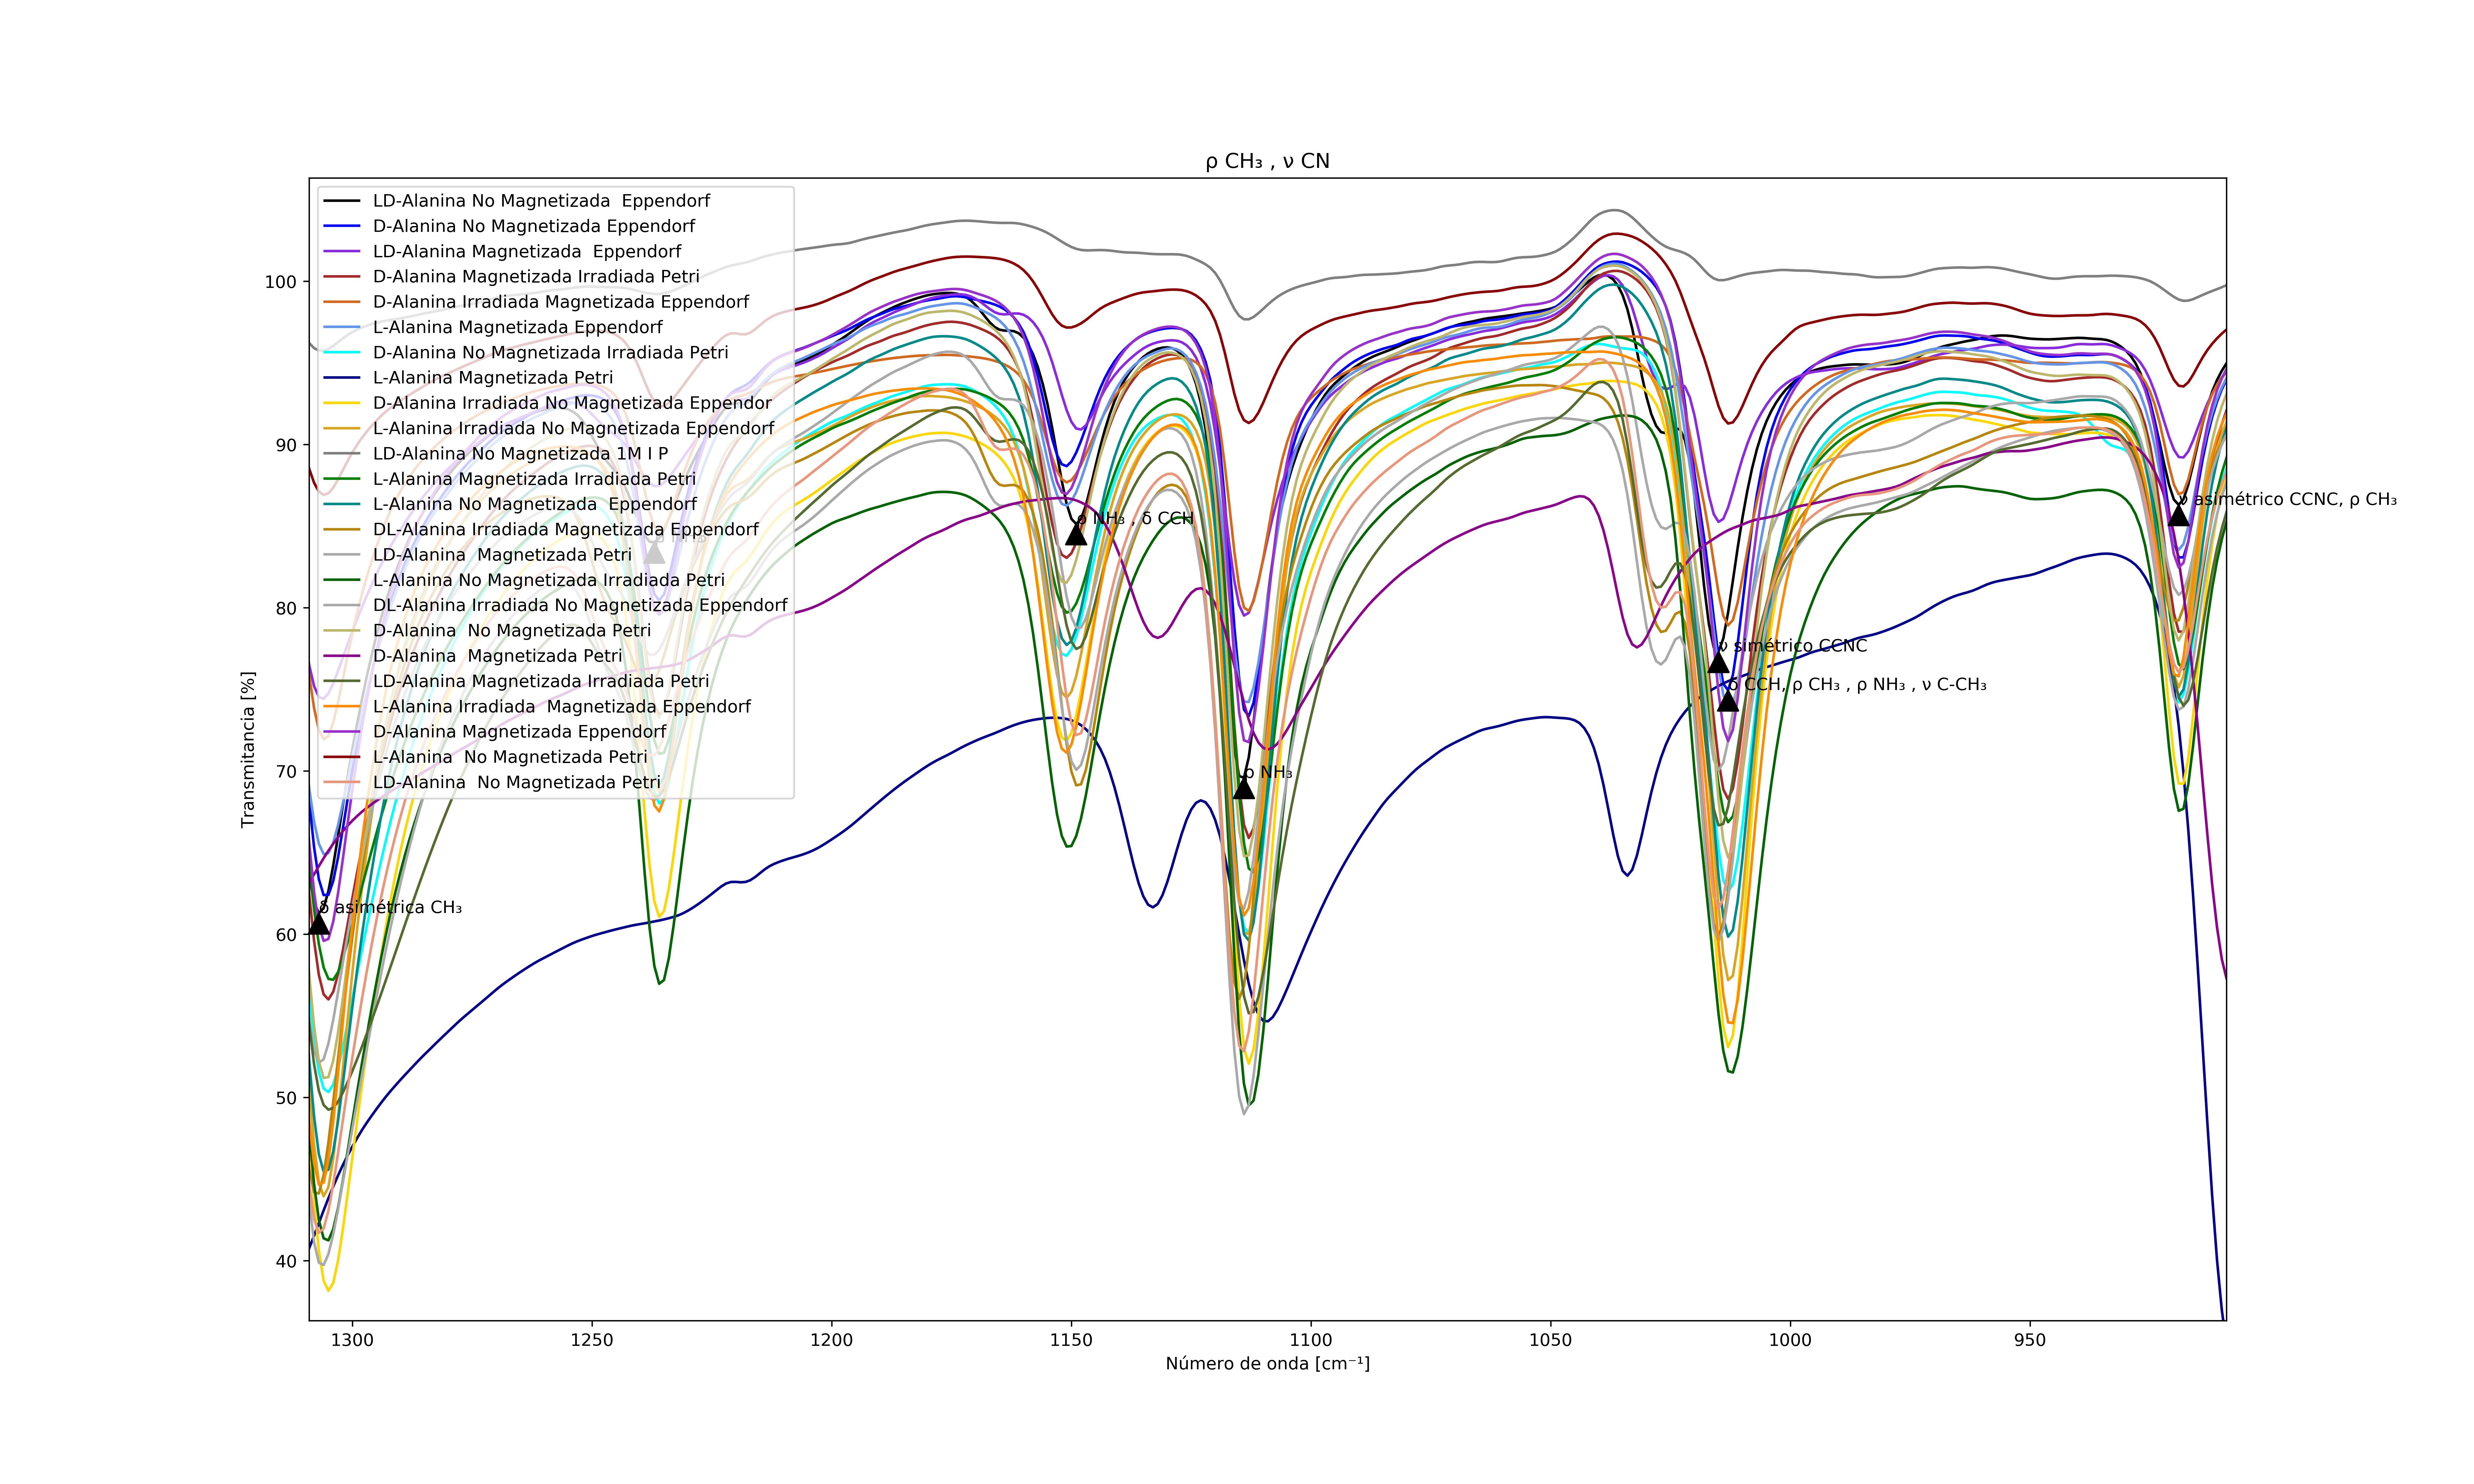 ρ CH₃ , ν CN
LD-Alanina No Magnetizada  Eppendorf
D-Alanina No Magnetizada Eppendorf
LD-Alanina Magnetizada  Eppendorf
D-Alanina Magnetizada Irradiada Petri
D-Alanina Irradiada Magnetizada Eppendorf
L-Alanina Magnetizada Eppendorf
D-Alanina No Magnetizada Irradiada Petri
L-Alanina Magnetizada Petri
D-Alanina Irradiada No Magnetizada Eppendor
L-Alanina Irradiada No Magnetizada Eppendorf
LD-Alanina No Magnetizada 1M I P
L-Alanina Magnetizada Irradiada Petri
L-Alanina No Magnetizada  Eppendorf
DL-Alanina Irradiada Magnetizada Eppendorf
LD-Alanina  Magnetizada Petri
L-Alanina No Magnetizada Irradiada Petri
DL-Alanina Irradiada No Magnetizada Eppendorf
D-Alanina  No Magnetizada Petri
D-Alanina  Magnetizada Petri
LD-Alanina Magnetizada Irradiada Petri
L-Alanina Irradiada  Magnetizada Eppendorf
D-Alanina Magnetizada Eppendorf
L-Alanina  No Magnetizada Petri
LD-Alanina  No Magnetizada Petri
ν asimétrico CCNC, ρ CH₃
ρ NH₃ , δ CCH
ν simétrico CCNC
ρ CCH, ρ CH₃ , ρ NH₃ , ν C-CH₃
ρ NH₃
δ asimétrica CH₃
Transmitancia [%]
100
90
80
70
60
50
40
1300 1250 1200 1150 1100 1050 1000 950
Número de onda [cm⁻¹]